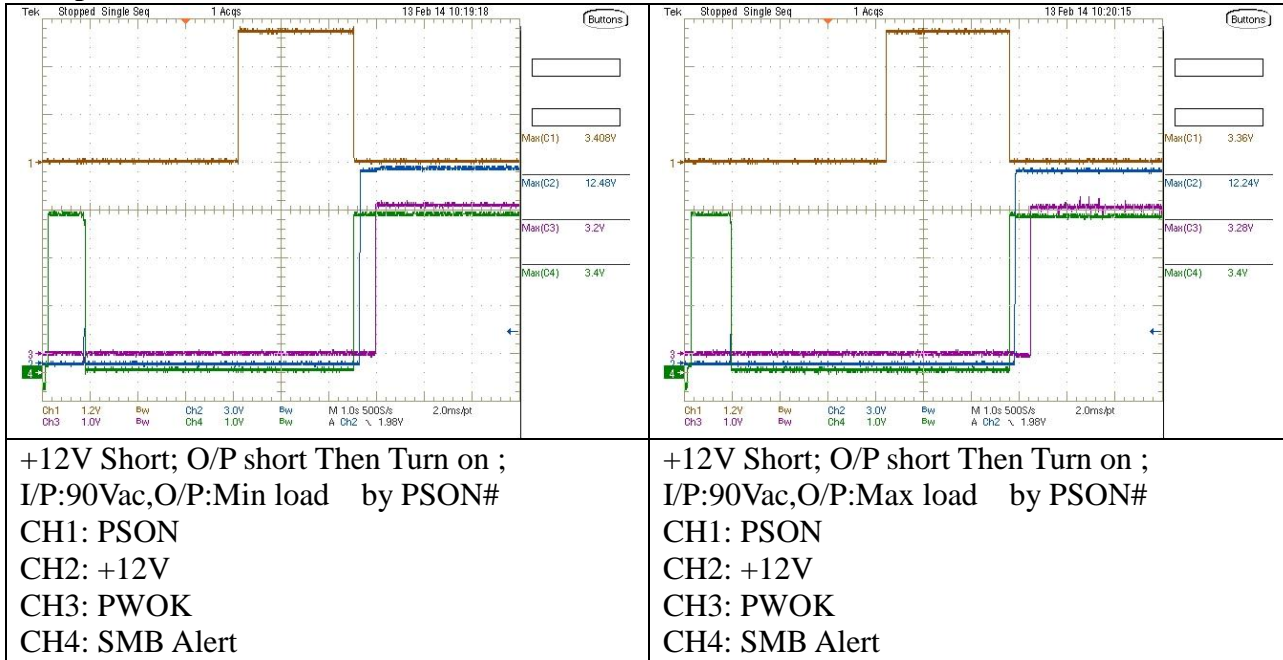 Tek Stopped Single Seq 1 Acqs 13 Feb 14 10:19:18 Buttons
Max(C1) 3.408V
1
Max(C2) 12.48V
Max(C3) 3.2V
Max(C4) 3.4V
3
4
Ch1 1.2V Bw Ch2 3.0V Bw M 1.0s 500S/s 2.0ms/pt
Ch3 1.0V Bw Ch4 1.0V Bw A Ch2 \ 1.98V
+12V Short; O/P short Then Turn on ;
I/P:90Vac,O/P:Min load by PSON#
CH1: PSON
CH2: +12V
CH3: PWOK
CH4: SMB Alert
Tek Stopped Single Seq 1 Acqs 13 Feb 14 10:20:15 Buttons
Max(C1) 3.36V
1
Max(C2) 12.24V
Max(C3) 3.28V
Max(C4) 3.4V
3
4
Ch1 1.2V Bw Ch2 3.0V Bw M 1.0s 500S/s 2.0ms/pt
Ch3 1.0V Bw Ch4 1.0V Bw A Ch2 \ 1.98V
+12V Short; O/P short Then Turn on ;
I/P:90Vac,O/P:Max load by PSON#
CH1: PSON
CH2: +12V
CH3: PWOK
CH4: SMB Alert